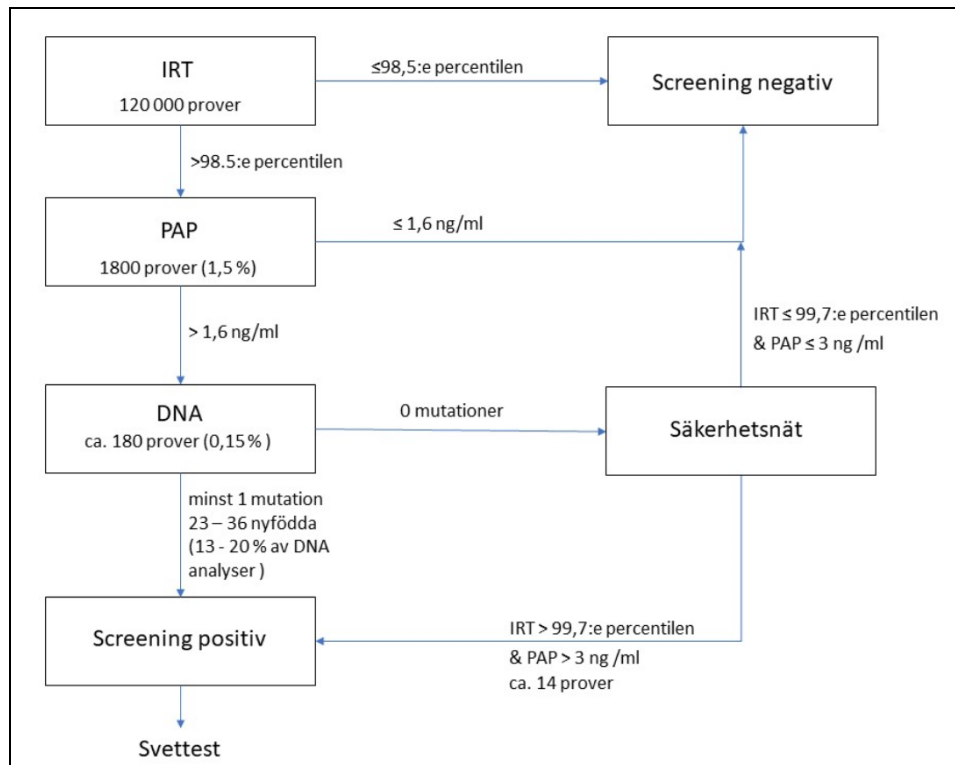 IRT
120 000 prover
≤98,5:e percentilen
Screening negativ
>98.5:e percentilen
PAP
1800 prover (1,5 %)
≤ 1,6 ng/ml
> 1,6 ng/ml
IRT ≤ 99,7:e percentilen
& PAP ≤ 3 ng /ml
DNA
ca. 180 prover (0,15 % )
0 mutationer
Säkerhetsnät
minst 1 mutation
23 – 36 nyfödda
(13 - 20 % av DNA
analyser )
Screening positiv
IRT > 99,7:e percentilen
& PAP > 3 ng /ml
ca. 14 prover
Svettest